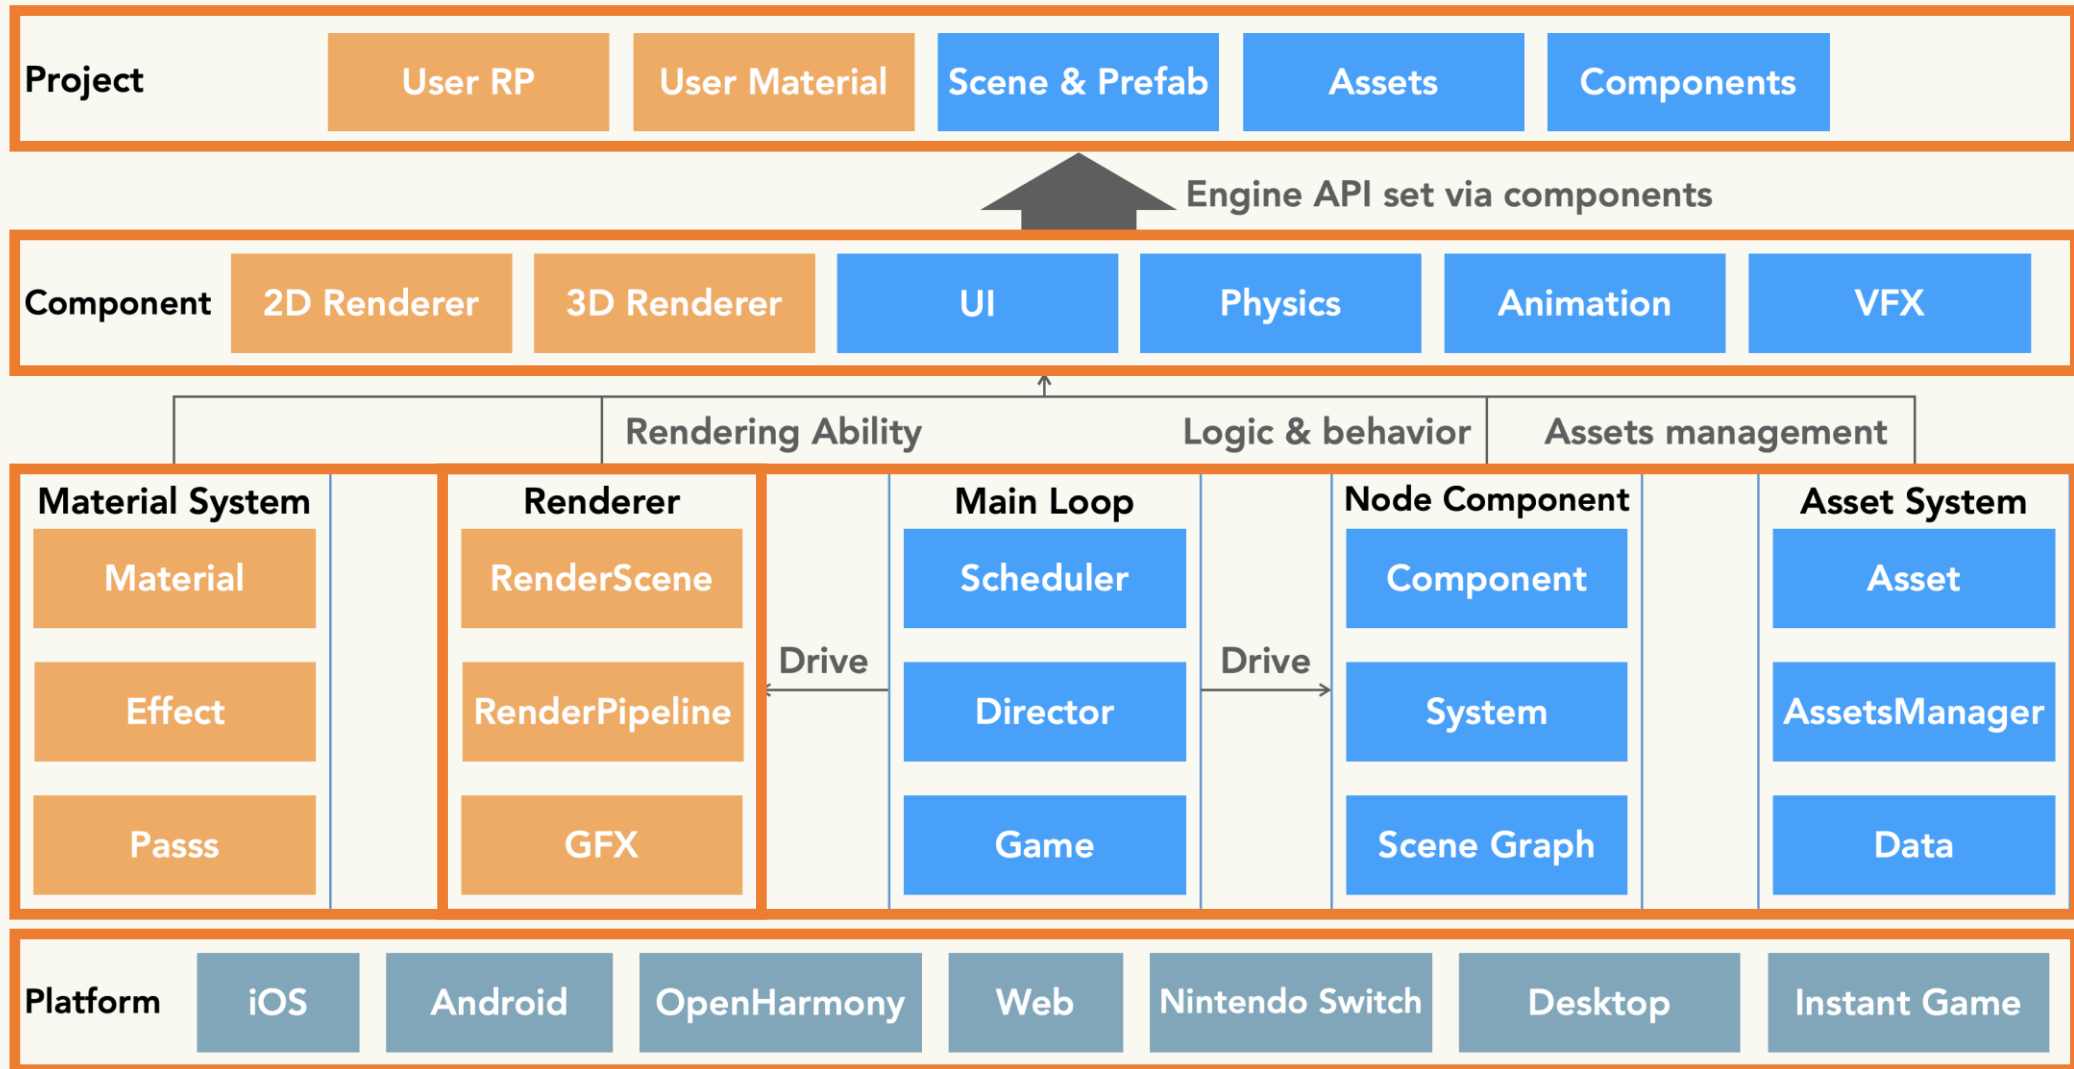 Project
User RP
User Material
Scene & Prefab
Assets
Components
Engine API set via components
Component
2D Renderer
3D Renderer
UI
Physics
Animation
VFX
Rendering Ability
Logic & behavior
Assets management
Material System
Material
Effect
Passs
Renderer
RenderScene
RenderPipeline
GFX
Drive
Main Loop
Scheduler
Director
Game
Drive
Node Component
Component
System
Scene Graph
Asset System
Asset
AssetsManager
Data
Platform
iOS
Android
OpenHarmony
Web
Nintendo Switch
Desktop
Instant Game